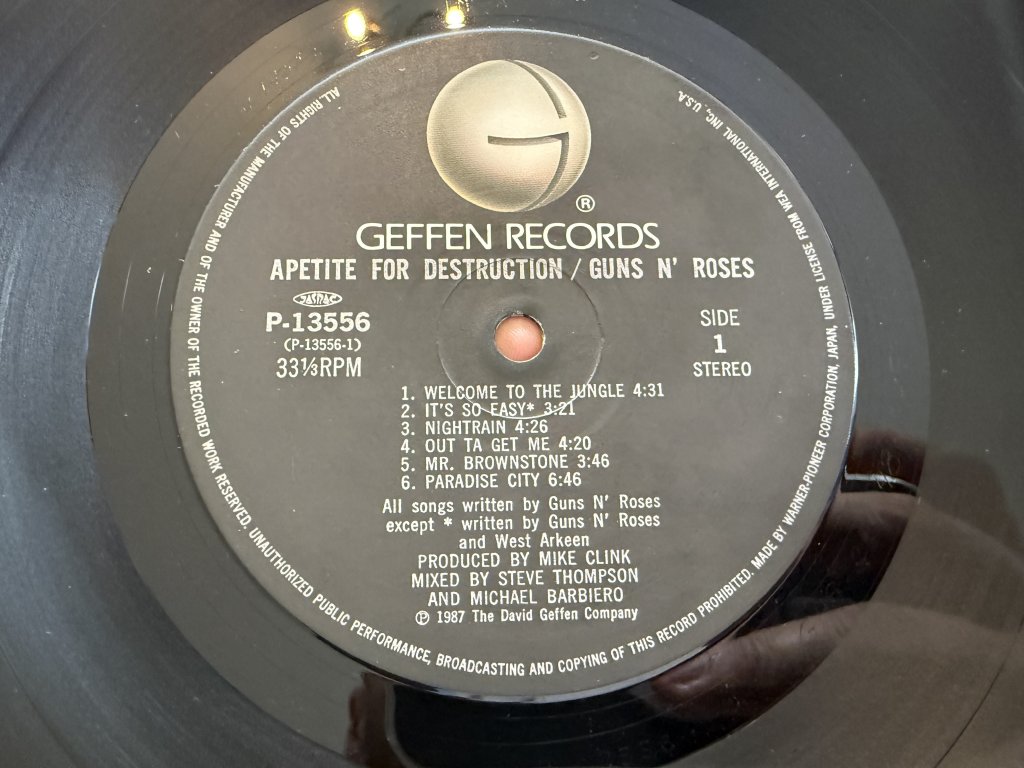 ®
GEFFEN RECORDS
APETITE FOR DESTRUCTION / GUNS N' ROSES
JASRAC
P-13556
(P-13556-1)
33⅓RPM
SIDE
1
STEREO
1. WELCOME TO THE JUNGLE 4:31
2. IT'S SO EASY* 3:21
3. NIGHTRAIN 4:26
4. OUT TA GET ME 4:20
5. MR. BROWNSTONE 3:46
6. PARADISE CITY 6:46
All songs written by Guns N' Roses
except * written by Guns N' Roses
and West Arkeen
PRODUCED BY MIKE CLINK
MIXED BY STEVE THOMPSON
AND MICHAEL BARBIERO
℗ 1987 The David Geffen Company
ALL RIGHTS OF THE MANUFACTURER AND OF THE OWNER OF THE RECORDED WORK RESERVED. UNAUTHORIZED PUBLIC PERFORMANCE, BROADCASTING AND COPYING OF THIS RECORD PROHIBITED. MADE BY WARNER-PIONEER CORPORATION, JAPAN, UNDER LICENSE FROM WEA INTERNATIONAL INC., U.S.A.